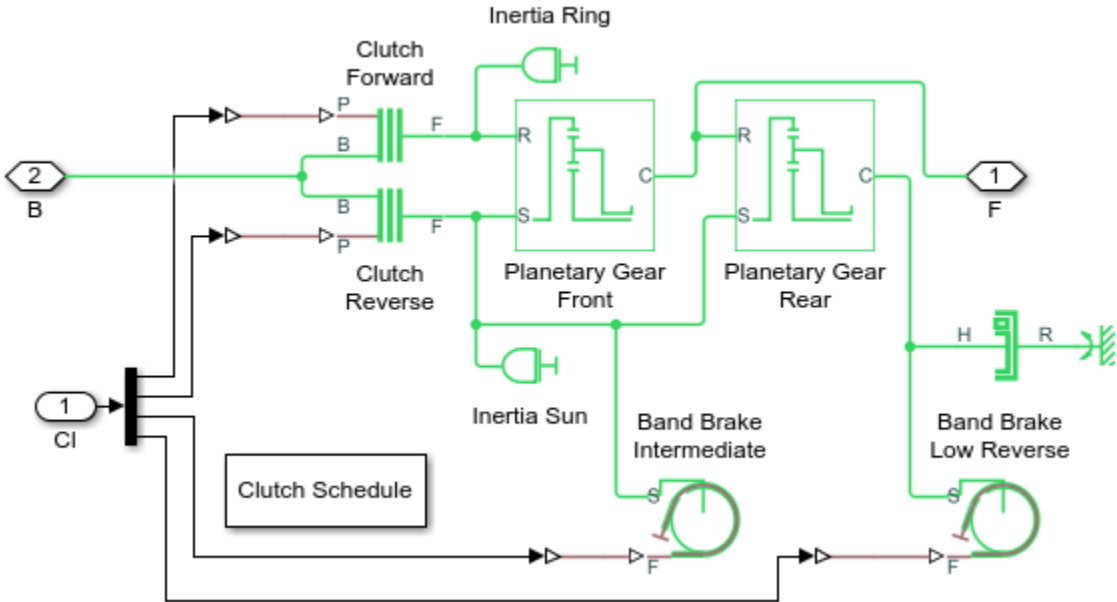 Inertia Ring
Clutch
Forward
P
F
B
R
C
R
C
2
B
1
F
B
F
S
S
P
Clutch
Reverse
Planetary Gear
Front
Planetary Gear
Rear
H
R
1
CI
Inertia Sun
Band Brake
Intermediate
Band Brake
Low Reverse
Clutch Schedule
S
S
F
F